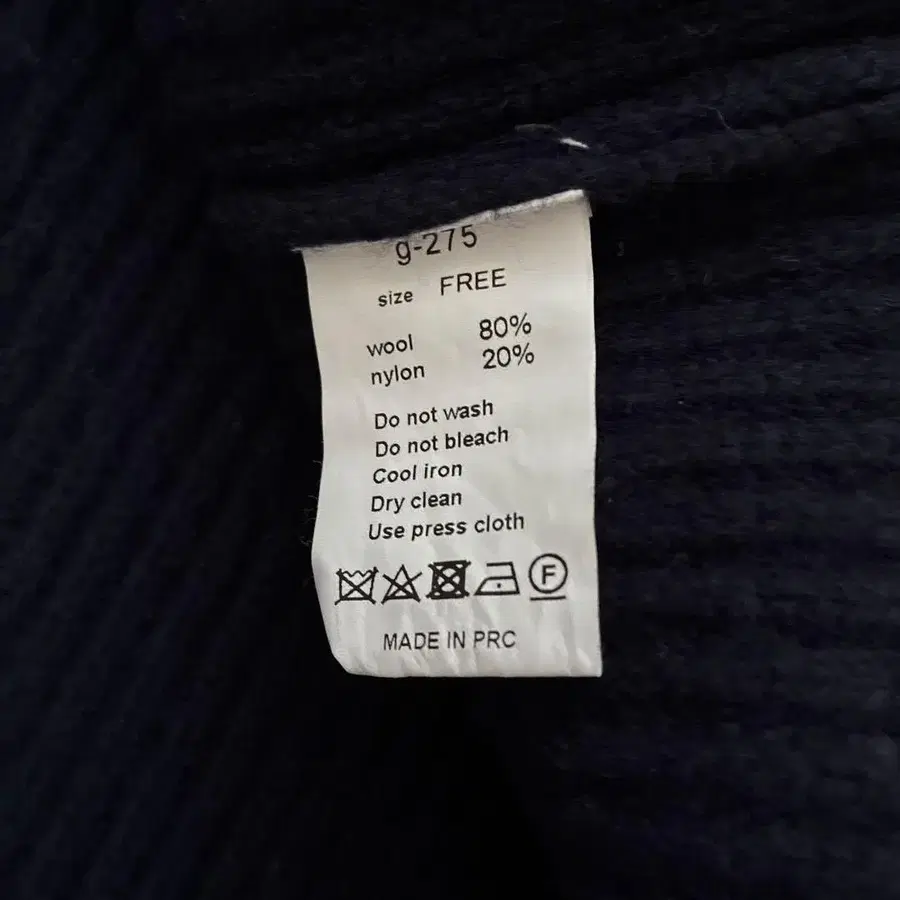 g-275
size FREE
wool 80%
nylon 20%
Do not wash
Do not bleach
Cool iron
Dry clean
Use press cloth
F
MADE IN PRC